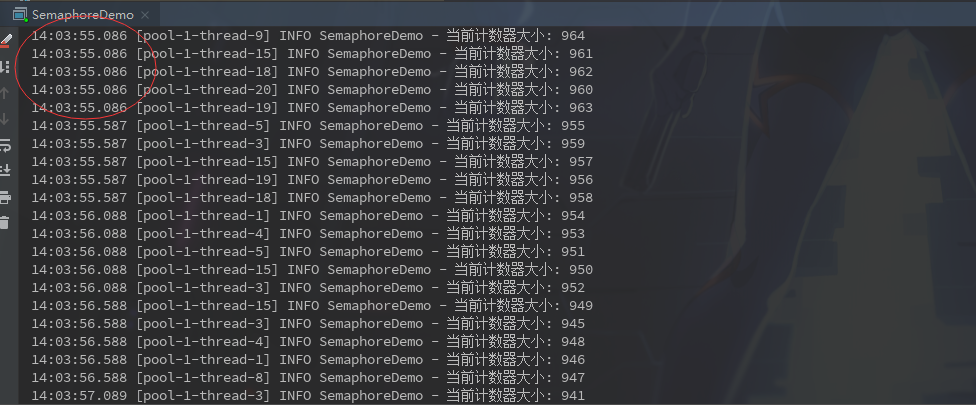 SemaphoreDemo
14:03:55.086 [pool-1-thread-9] INFO SemaphoreDemo - 当前计数器大小: 964
14:03:55.086 [pool-1-thread-15] INFO SemaphoreDemo - 当前计数器大小: 961
14:03:55.086 [pool-1-thread-18] INFO SemaphoreDemo - 当前计数器大小: 962
14:03:55.086 [pool-1-thread-20] INFO SemaphoreDemo - 当前计数器大小: 960
14:03:55.086 [pool-1-thread-19] INFO SemaphoreDemo - 当前计数器大小: 963
14:03:55.587 [pool-1-thread-5] INFO SemaphoreDemo - 当前计数器大小: 955
14:03:55.587 [pool-1-thread-3] INFO SemaphoreDemo - 当前计数器大小: 959
14:03:55.587 [pool-1-thread-15] INFO SemaphoreDemo - 当前计数器大小: 957
14:03:55.587 [pool-1-thread-19] INFO SemaphoreDemo - 当前计数器大小: 956
14:03:55.587 [pool-1-thread-18] INFO SemaphoreDemo - 当前计数器大小: 958
14:03:56.088 [pool-1-thread-1] INFO SemaphoreDemo - 当前计数器大小: 954
14:03:56.088 [pool-1-thread-4] INFO SemaphoreDemo - 当前计数器大小: 953
14:03:56.088 [pool-1-thread-5] INFO SemaphoreDemo - 当前计数器大小: 951
14:03:56.088 [pool-1-thread-15] INFO SemaphoreDemo - 当前计数器大小: 950
14:03:56.088 [pool-1-thread-3] INFO SemaphoreDemo - 当前计数器大小: 952
14:03:56.588 [pool-1-thread-15] INFO SemaphoreDemo - 当前计数器大小: 949
14:03:56.588 [pool-1-thread-3] INFO SemaphoreDemo - 当前计数器大小: 945
14:03:56.588 [pool-1-thread-4] INFO SemaphoreDemo - 当前计数器大小: 948
14:03:56.588 [pool-1-thread-1] INFO SemaphoreDemo - 当前计数器大小: 946
14:03:56.588 [pool-1-thread-8] INFO SemaphoreDemo - 当前计数器大小: 947
14:03:57.089 [pool-1-thread-3] INFO SemaphoreDemo - 当前计数器大小: 941